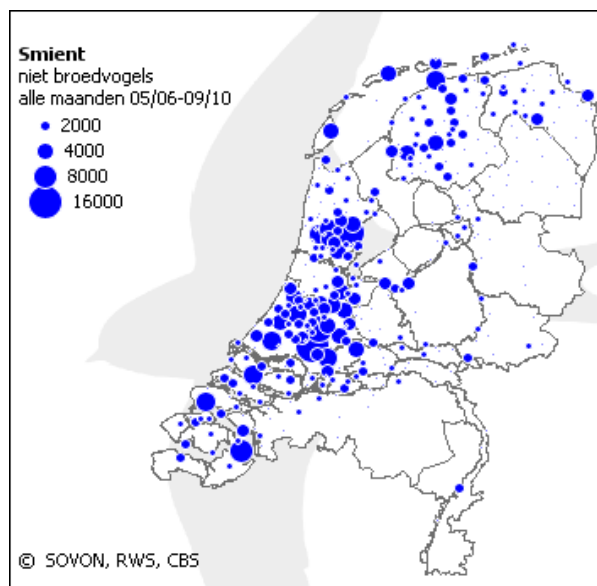 Smient
niet broedvogels
alle maanden 05/06-09/10
2000
4000
8000
16000
© SOVON, RWS, CBS